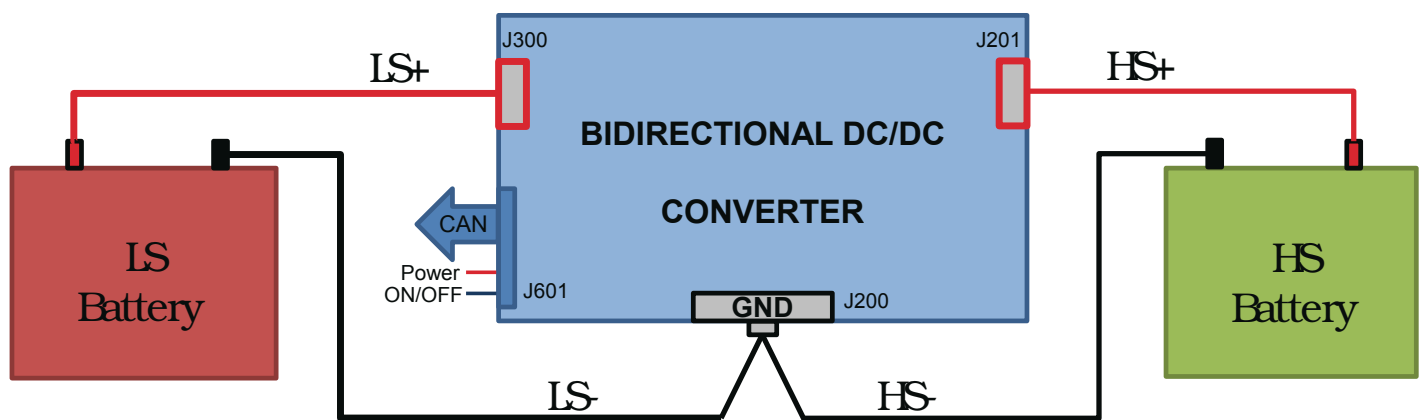 J300
J201
LS+
HS+
BIDIRECTIONAL DC/DC
CONVERTER
CAN
LS
Battery
Power
ON/OFF
J601
GND
J200
HS
Battery
LS-
HS-